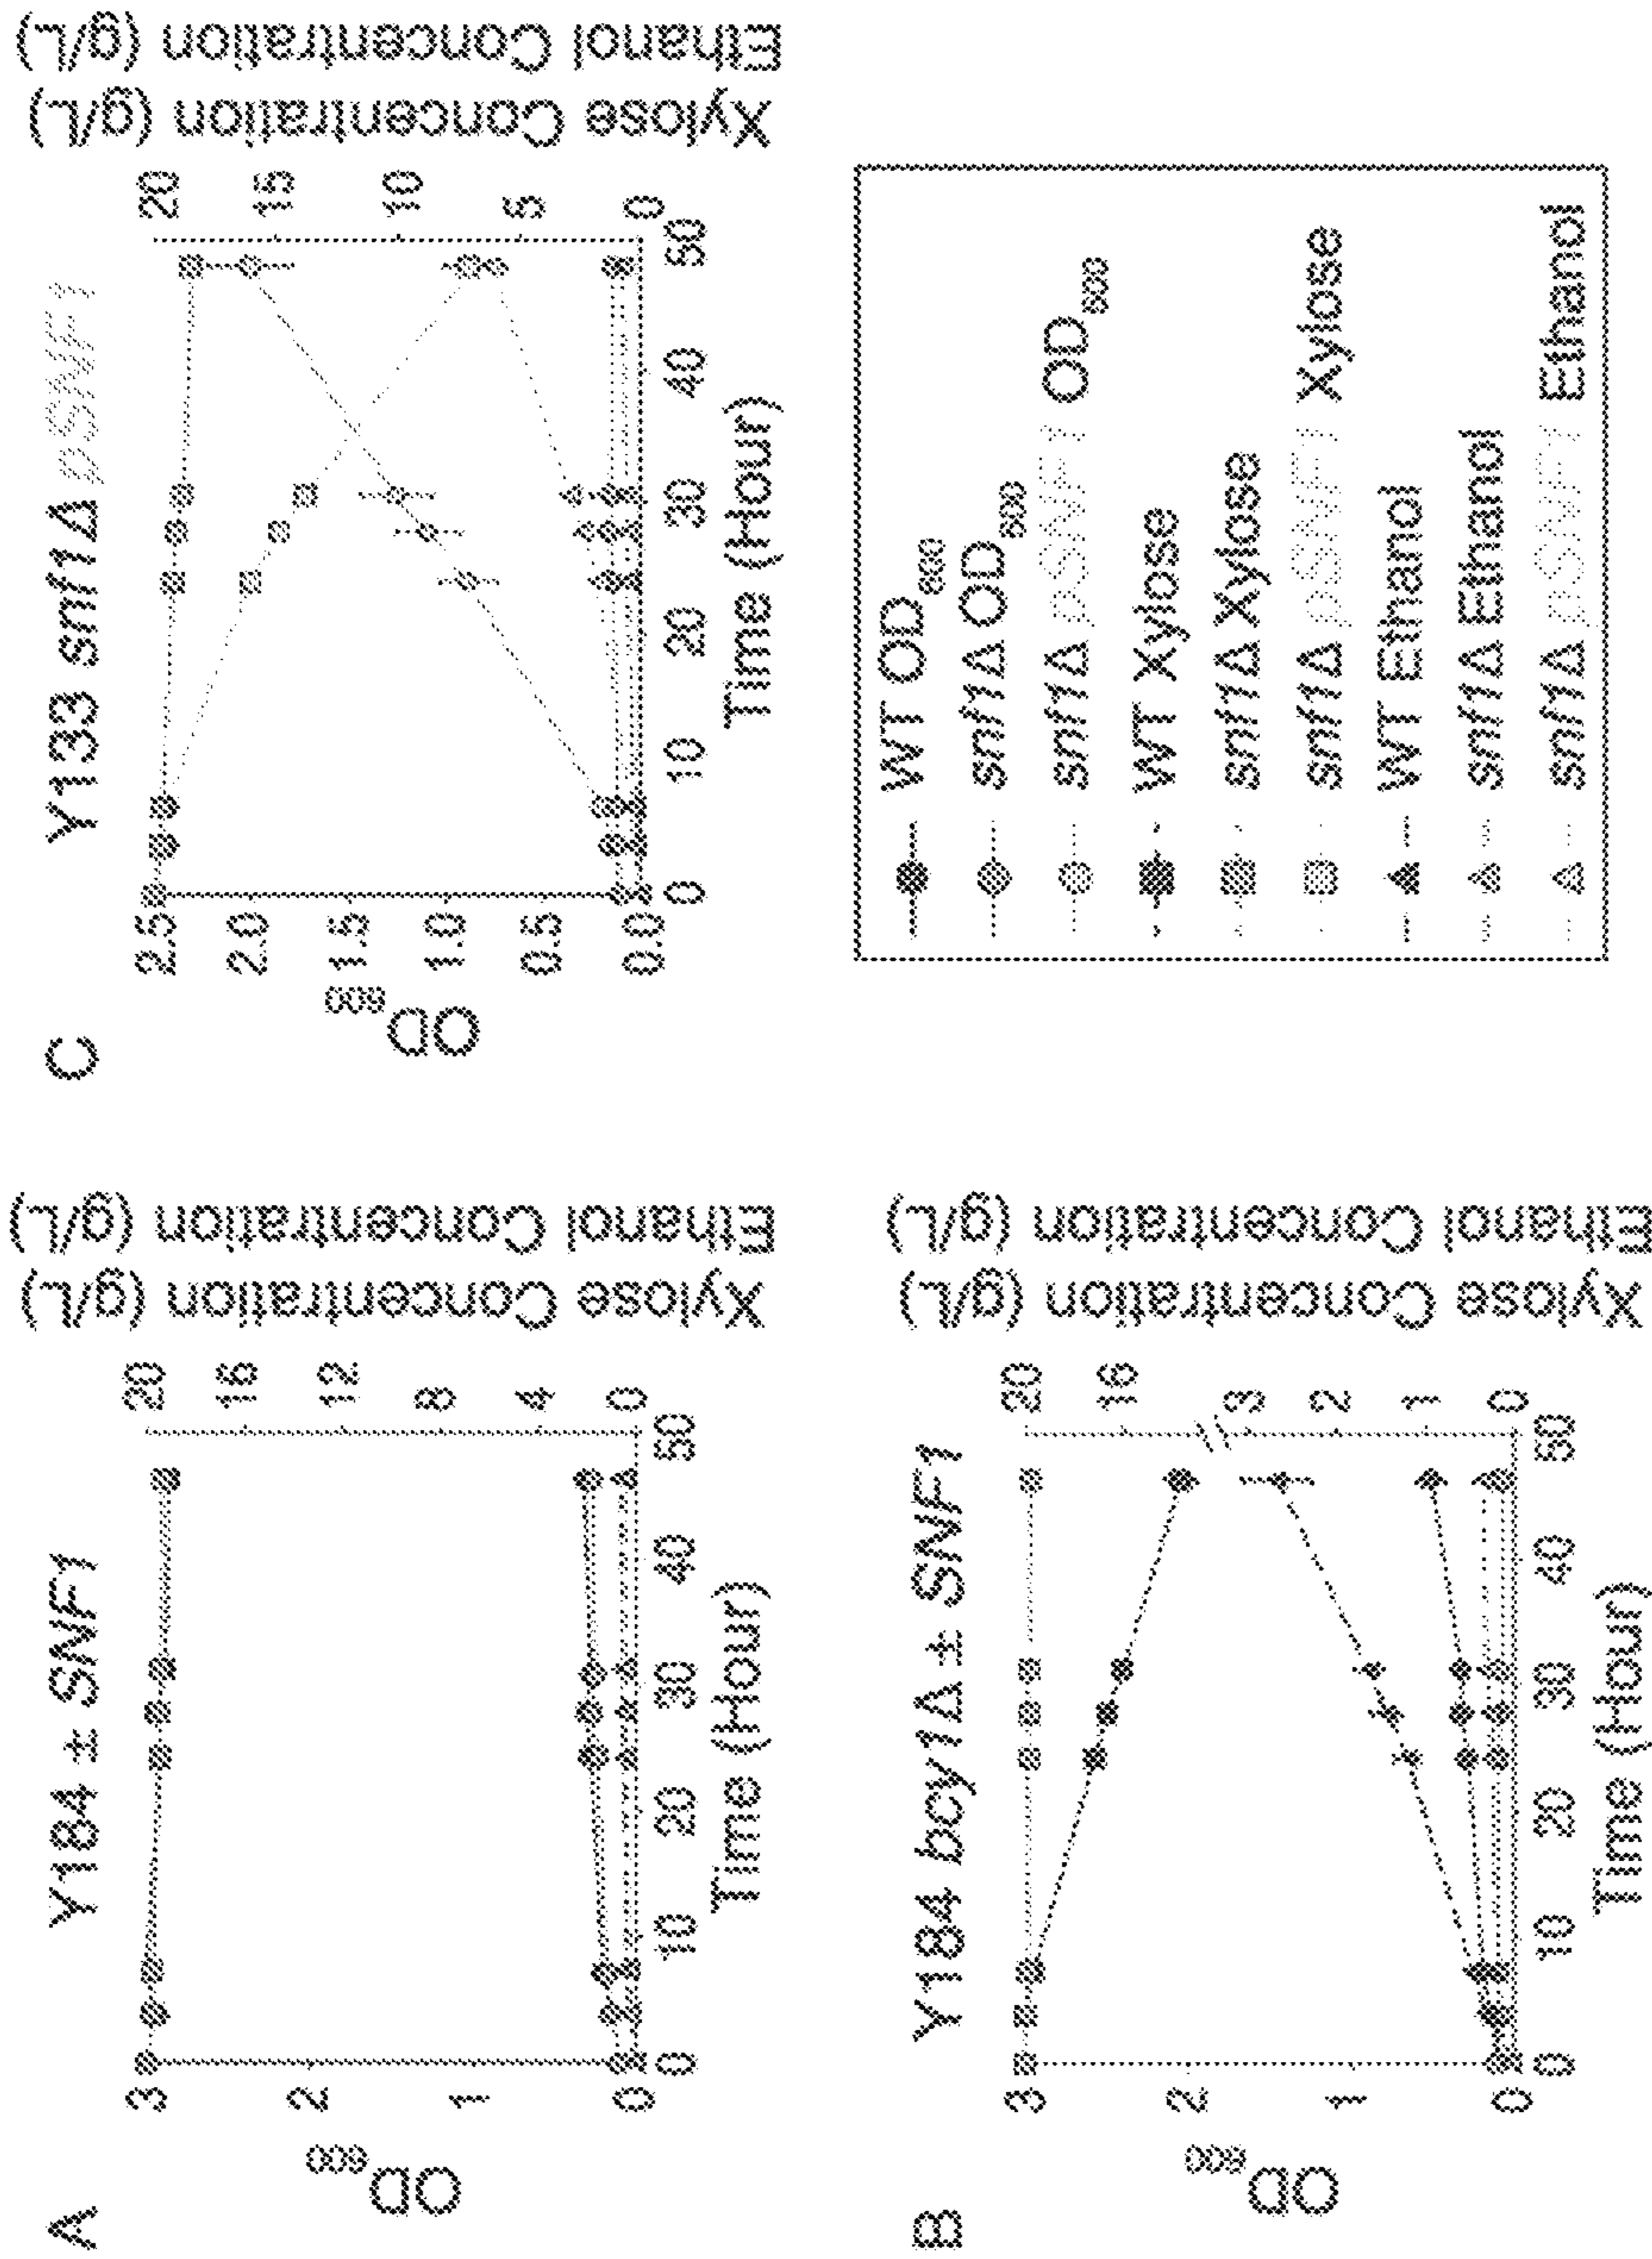 A
Y184 ± SNF1
OD600
3
2
1
0
20
16
12
8
4
0
0 10 20 30 40 50
Time (Hour)
Xylose Concentration (g/L)
Ethanol Concentration (g/L)
B
Y184 bcy1Δ ± SNF1
OD600
3
2
1
0
20
16
3
2
1
0
0 10 20 30 40 50
Time (Hour)
Xylose Concentration (g/L)
Ethanol Concentration (g/L)
C
Y133 snf1Δ pSNF1
OD600
2.5
2.0
1.5
1.0
0.5
0.0
20
15
10
5
0
0 10 20 30 40 50
Time (Hour)
Xylose Concentration (g/L)
Ethanol Concentration (g/L)
WT OD600
snf1Δ OD600
snf1Δ pSNF1 OD600
WT Xylose
snf1Δ Xylose
snf1Δ pSNF1 Xylose
WT Ethanol
snf1Δ Ethanol
snf1Δ pSNF1 Ethanol